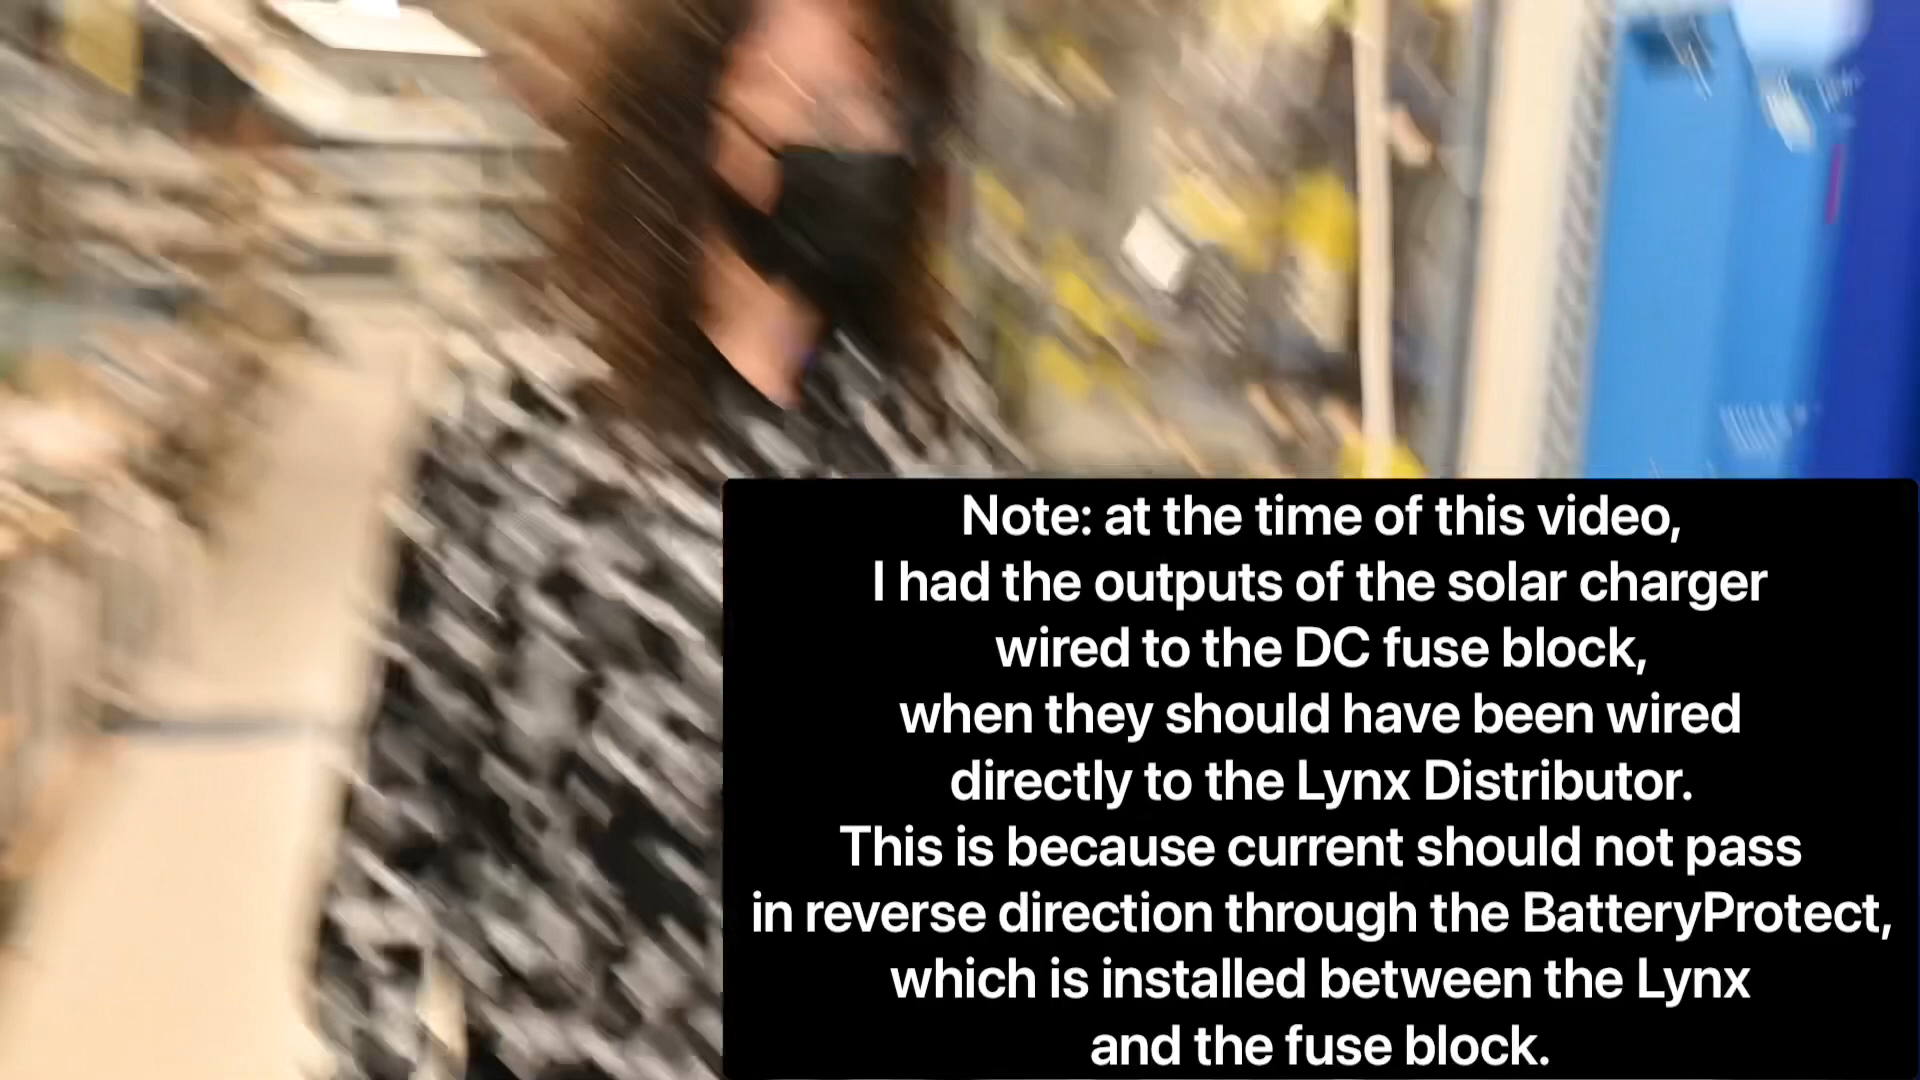 Note: at the time of this video,
I had the outputs of the solar charger
wired to the DC fuse block,
when they should have been wired
directly to the Lynx Distributor.
This is because current should not pass
in reverse direction through the BatteryProtect,
which is installed between the Lynx
and the fuse block.